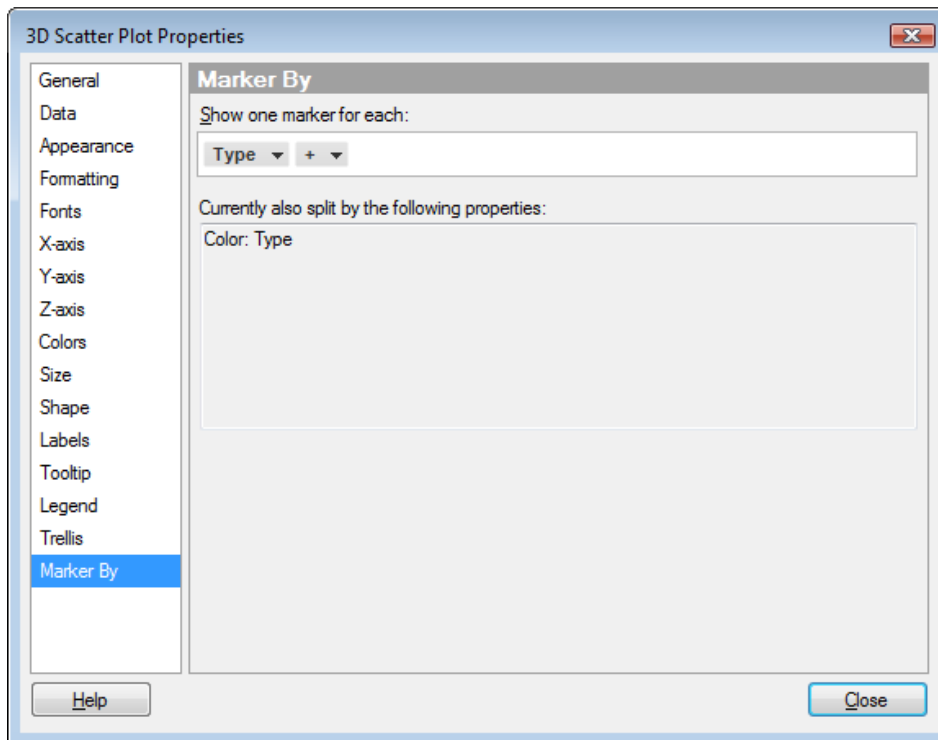 3D Scatter Plot Properties
General
Data
Appearance
Formatting
Fonts
X-axis
Y-axis
Z-axis
Colors
Size
Shape
Labels
Tooltip
Legend
Trellis
Marker By
Marker By
Show one marker for each:
Type +
Currently also split by the following properties:
Color: Type
Help
Close